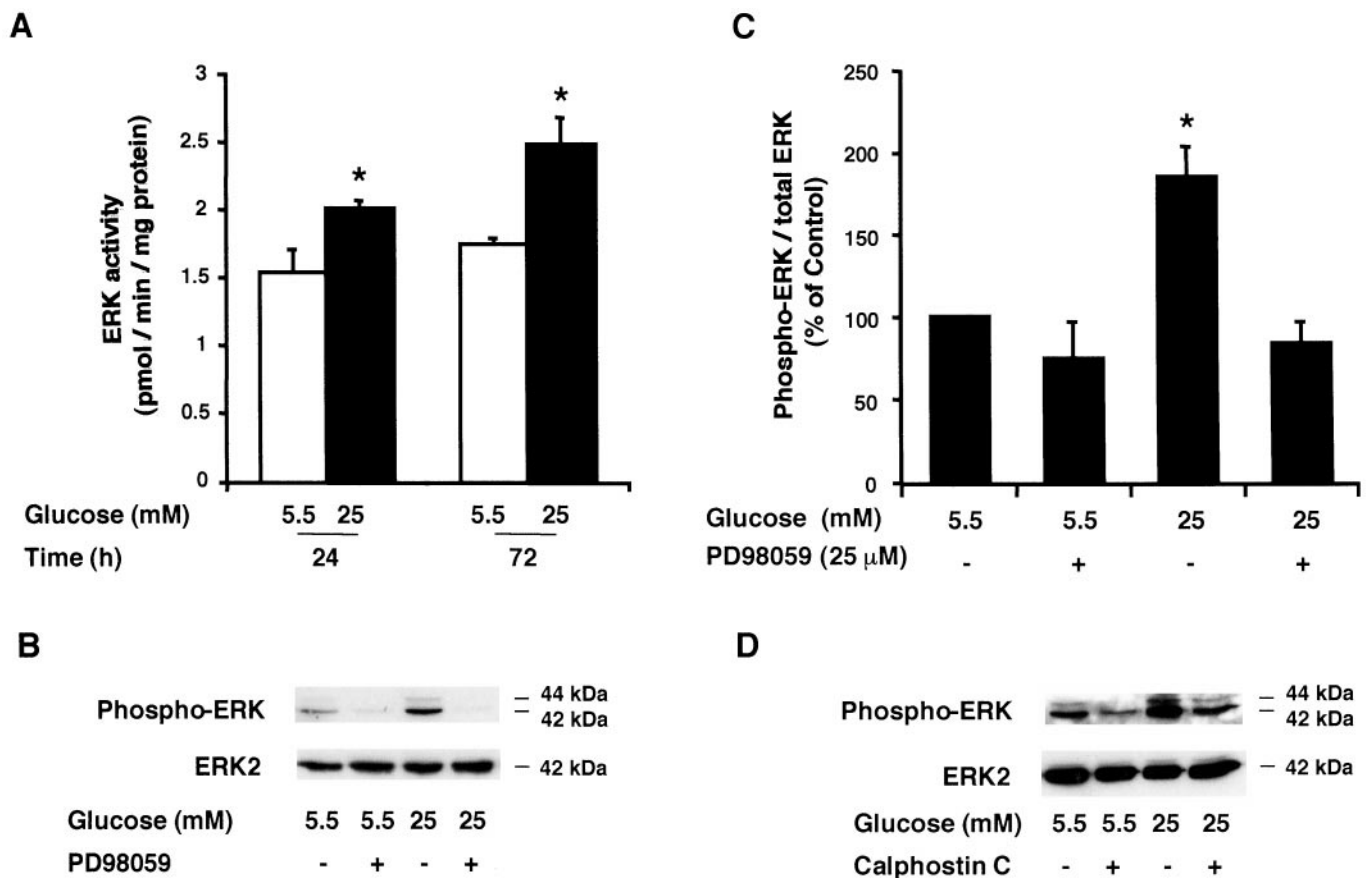 A
3
2.5
2
1.5
1
0.5
0
ERK activity
(pmol / min / mg protein)
*
*
Glucose (mM)
5.5 25
5.5 25
Time (h)
24
72
C
250
200
150
100
50
0
Phospho-ERK / total ERK
(% of Control)
*
Glucose (mM)
5.5 5.5 25 25
PD98059 (25 µM)
- + - +
B
Phospho-ERK
44 kDa
42 kDa
ERK2
42 kDa
Glucose (mM)
5.5 5.5 25 25
PD98059
- + - +
D
Phospho-ERK
44 kDa
42 kDa
ERK2
42 kDa
Glucose (mM)
5.5 5.5 25 25
Calphostin C
- + - +